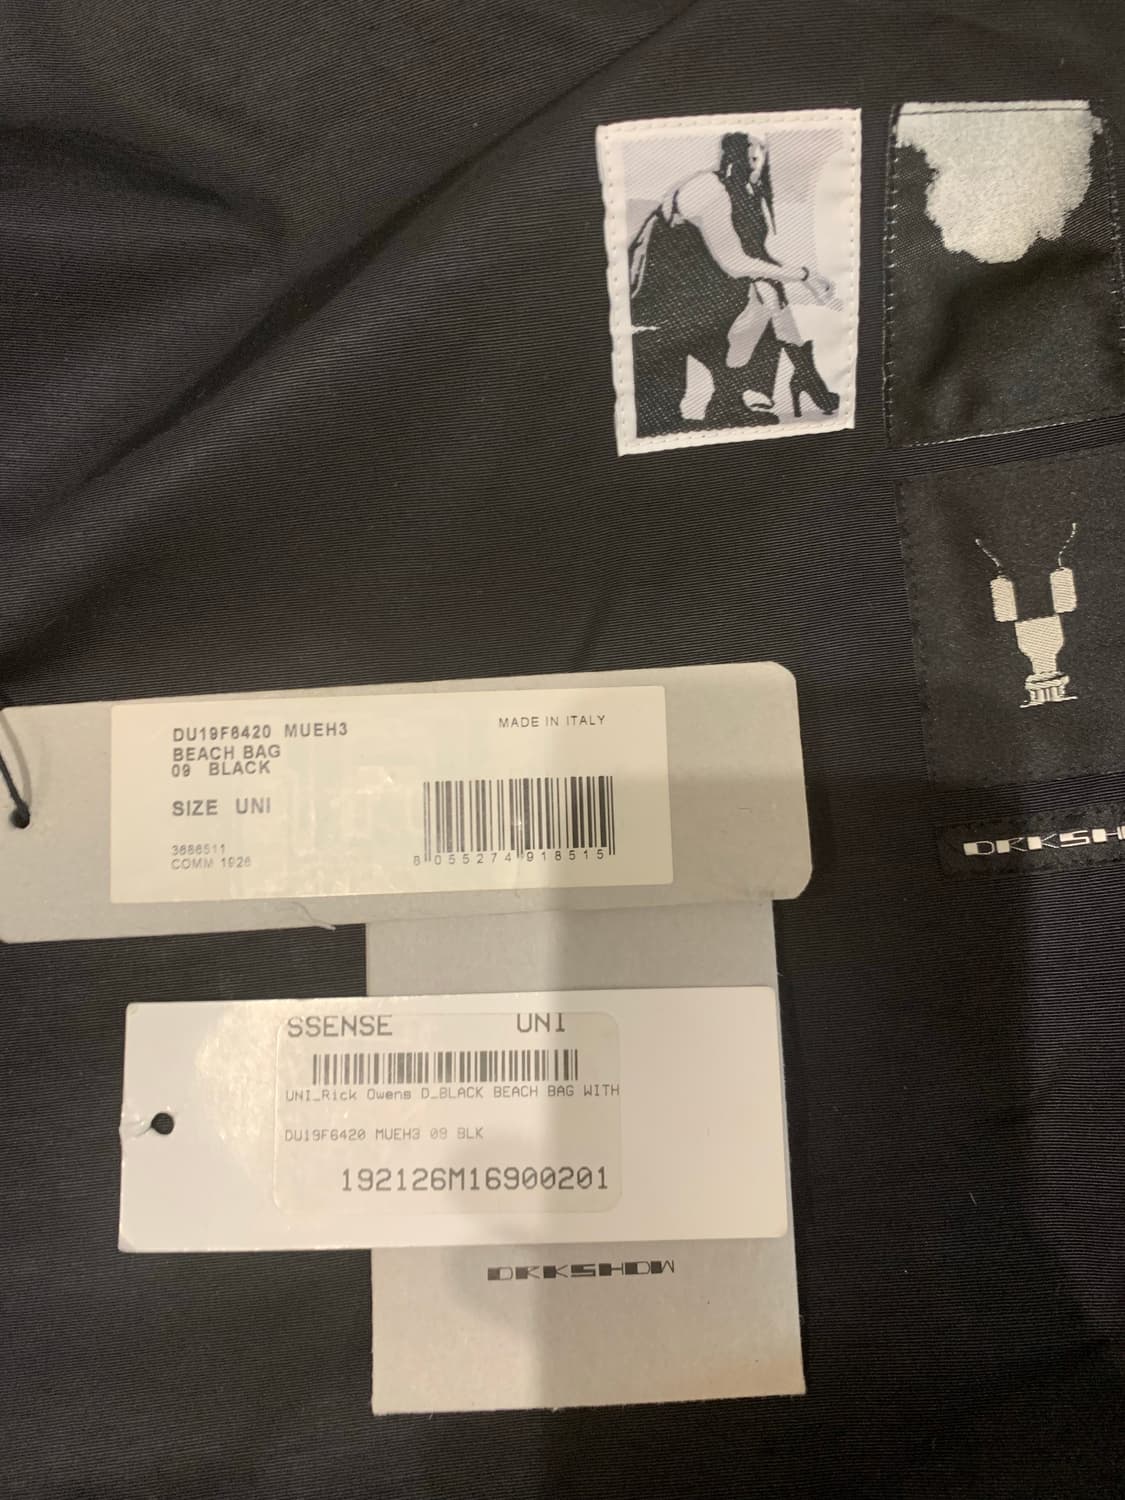 DU19F6420 MUEH3
BEACH BAG
09 BLACK
SIZE UNI
3686511
COMM 1926
MADE IN ITALY
8 055274 918515
DRKSH
SSENSE UNI
UNI_Rick Owens D_BLACK BEACH BAG WITH
DU19F6420 MUEH3 09 BLK
192126M16900201
DRKSHDW